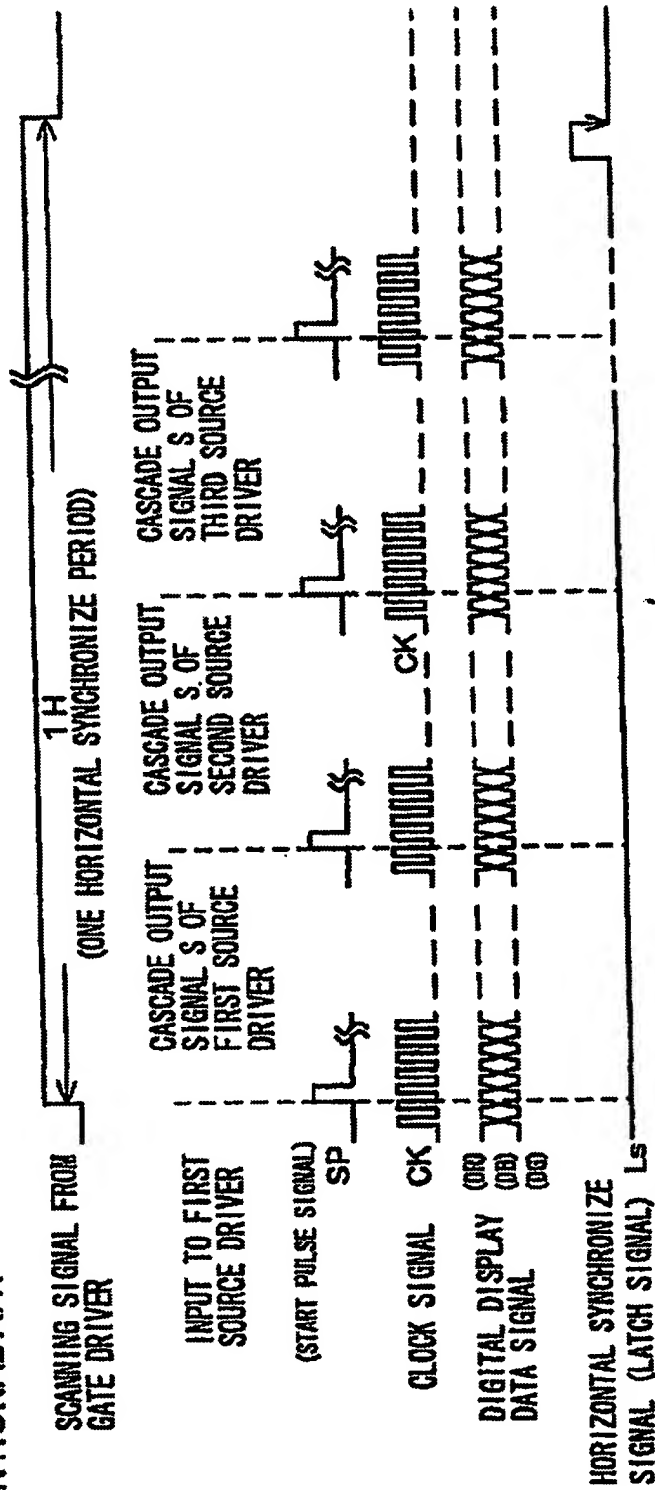 SCANNING SIGNAL FROM
GATE DRIVER
1H
(ONE HORIZONTAL SYNCHRONIZE PERIOD)
INPUT TO FIRST
SOURCE DRIVER
CASCADE OUTPUT
SIGNAL S OF
FIRST SOURCE
DRIVER
CASCADE OUTPUT
SIGNAL S. OF
SECOND SOURCE
DRIVER
CASCADE OUTPUT
SIGNAL S OF
THIRD SOURCE
DRIVER
(START PULSE SIGNAL)
SP
CLOCK SIGNAL CK
CK
DIGITAL DISPLAY
DATA SIGNAL
(DR)
(DB)
(DG)
HORIZONTAL SYNCHRONIZE
SIGNAL (LATCH SIGNAL) Ls